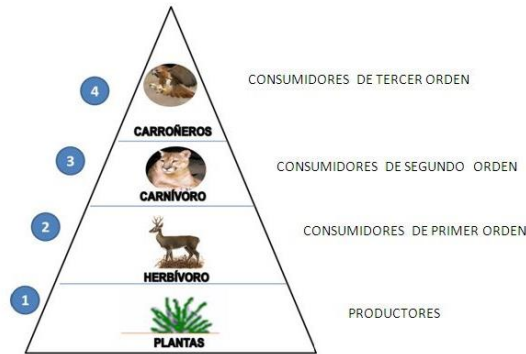 4
CONSUMIDORES DE TERCER ORDEN
CARROÑEROS
3
CONSUMIDORES DE SEGUNDO ORDEN
CARNÍVORO
2
CONSUMIDORES DE PRIMER ORDEN
HERBÍVORO
1
PRODUCTORES
PLANTAS